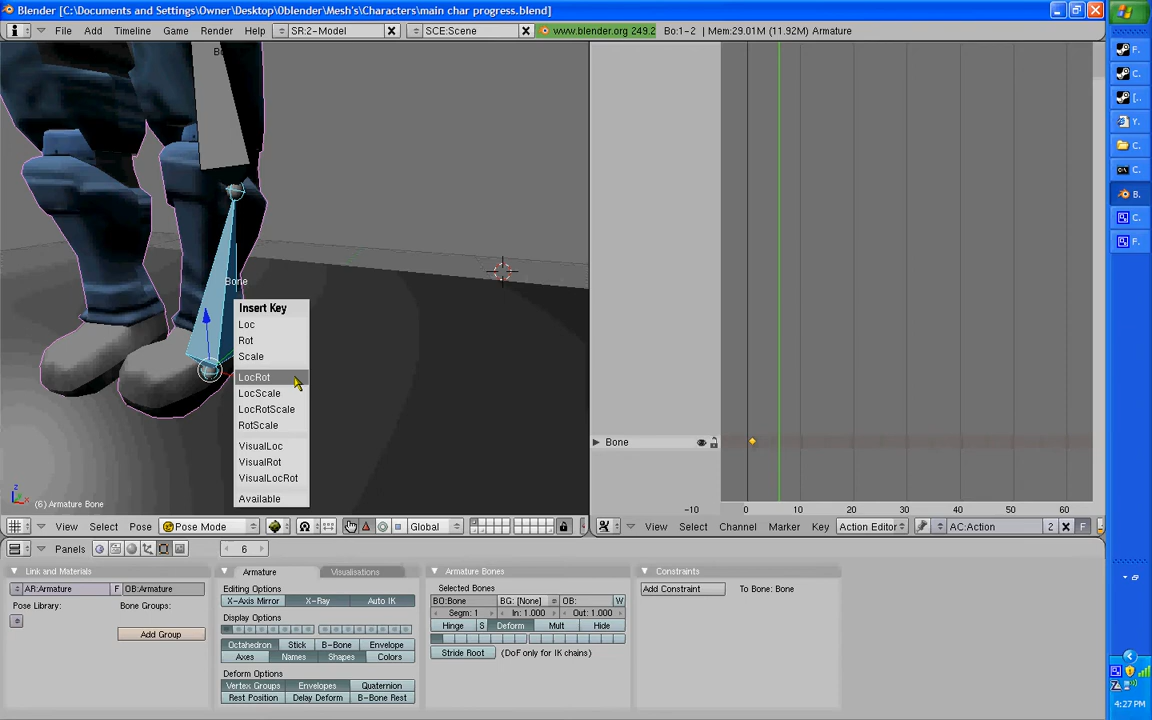 Blender [C:\Documents and Settings\Owner\Desktop\0blender\Mesh's\Characters\main char progress.blend]
File Add Timeline Game Render Help SR:2-Model SCE:Scene www.blender.org 249.2 Bo:1-2 | Mem:29.01M (11.92M) Armature
Bo
Bone
Insert Key
Loc
Rot
Scale
LocRot
LocScale
LocRotScale
RotScale
VisualLoc
VisualRot
VisualLocRot
Available
(6) Armature Bone
Bone
-10 0 10 20 30 40 50 60
View Select Pose Pose Mode Global
View Select Channel Marker Key Action Editor AC:Action 2 F
Panels 6
Link and Materials
AR:Armature F OB:Armature
Pose Library: Bone Groups:
Add Group
Armature Visualisations
Editing Options
X-Axis Mirror X-Ray Auto IK
Display Options
Octahedron Stick B-Bone Envelope
Axes Names Shapes Colors
Deform Options
Vertex Groups Envelopes Quaternion
Rest Position Delay Deform B-Bone Rest
Armature Bones
Selected Bones
BO:Bone BG: [None] OB: W
Segm: 1 In: 1.000 Out: 1.000
Hinge S Deform Mult Hide
Stride Root (DoF only for IK chains)
Constraints
Add Constraint To Bone: Bone
F.
C.
[..
Y.
C.
C.
B.
C.
F.
4:27 PM